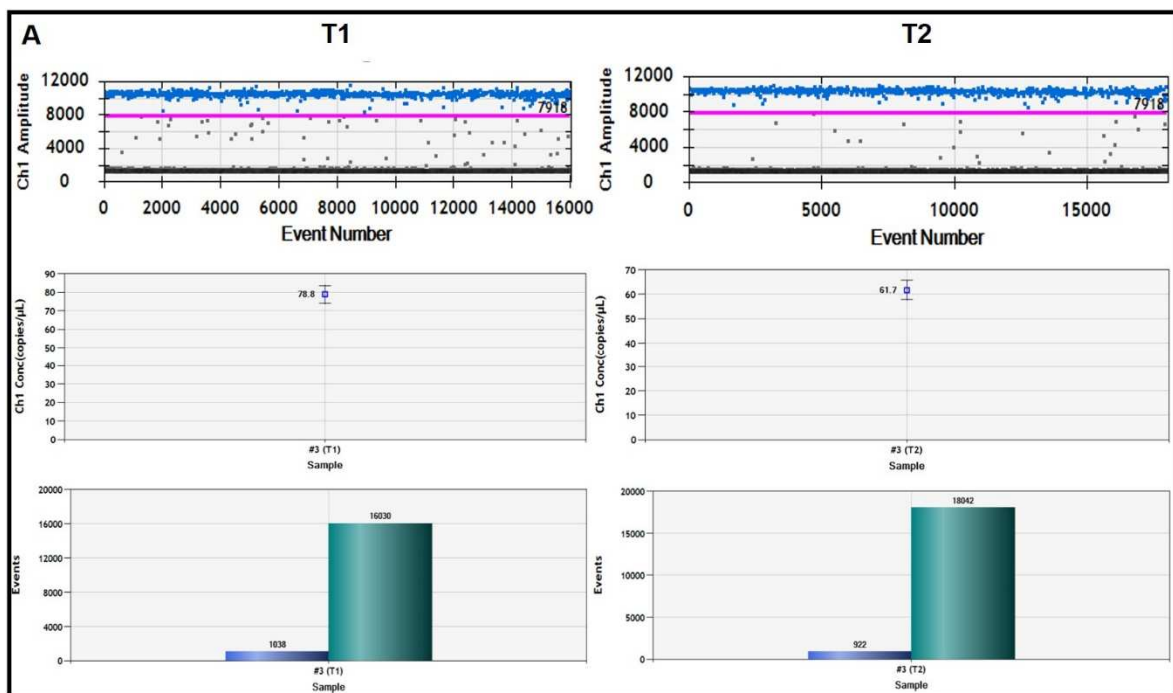 A
T1
T2
12000
8000
4000
0
Ch1 Amplitude
7918
0 2000 4000 6000 8000 10000 12000 14000 16000
Event Number
12000
8000
4000
0
Ch1 Amplitude
7918
0 5000 10000 15000
Event Number
90
80
70
60
50
40
30
20
10
0
Ch1 Conc(copies/µL)
78.8
#3 (T1)
Sample
70
60
50
40
30
20
10
0
Ch1 Conc(copies/µL)
61.7
#3 (T2)
Sample
20000
16000
12000
8000
4000
0
Events
16030
1038
#3 (T1)
Sample
20000
15000
10000
5000
0
Events
18042
922
#3 (T2)
Sample